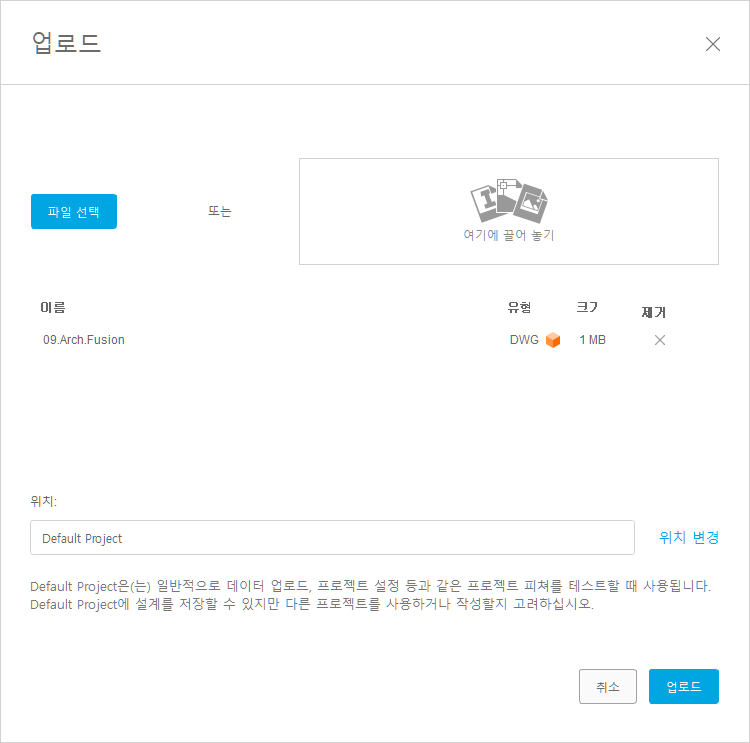 업로드
파일 선택
또는
여기에 끌어 놓기
이름 유형 크기 제거
09.Arch.Fusion DWG 1 MB
위치:
Default Project
위치 변경
Default Project은(는) 일반적으로 데이터 업로드, 프로젝트 설정 등과 같은 프로젝트 피쳐를 테스트할 때 사용됩니다.
Default Project에 설계를 저장할 수 있지만 다른 프로젝트를 사용하거나 작성할지 고려하십시오.
취소
업로드